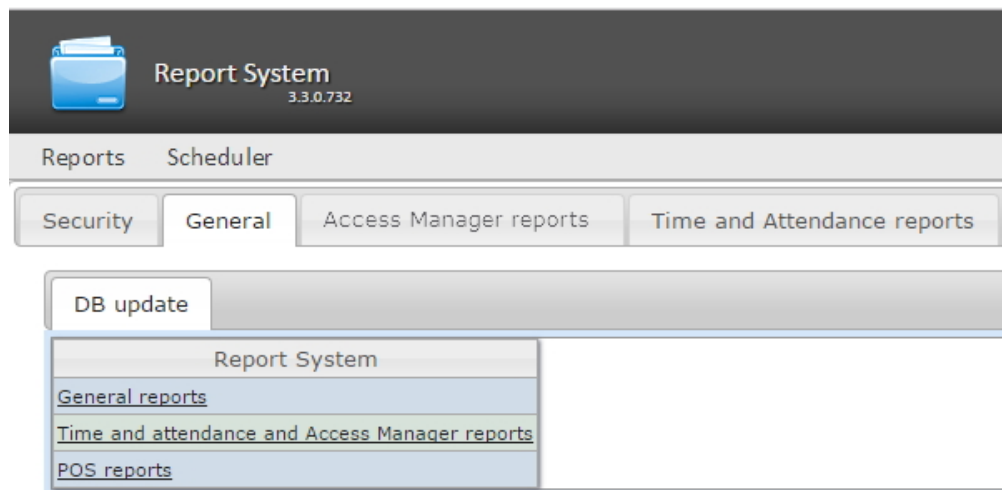 Report System
3.3.0.732
Reports Scheduler
Security General Access Manager reports Time and Attendance reports
DB update
Report System
General reports
Time and attendance and Access Manager reports
POS reports